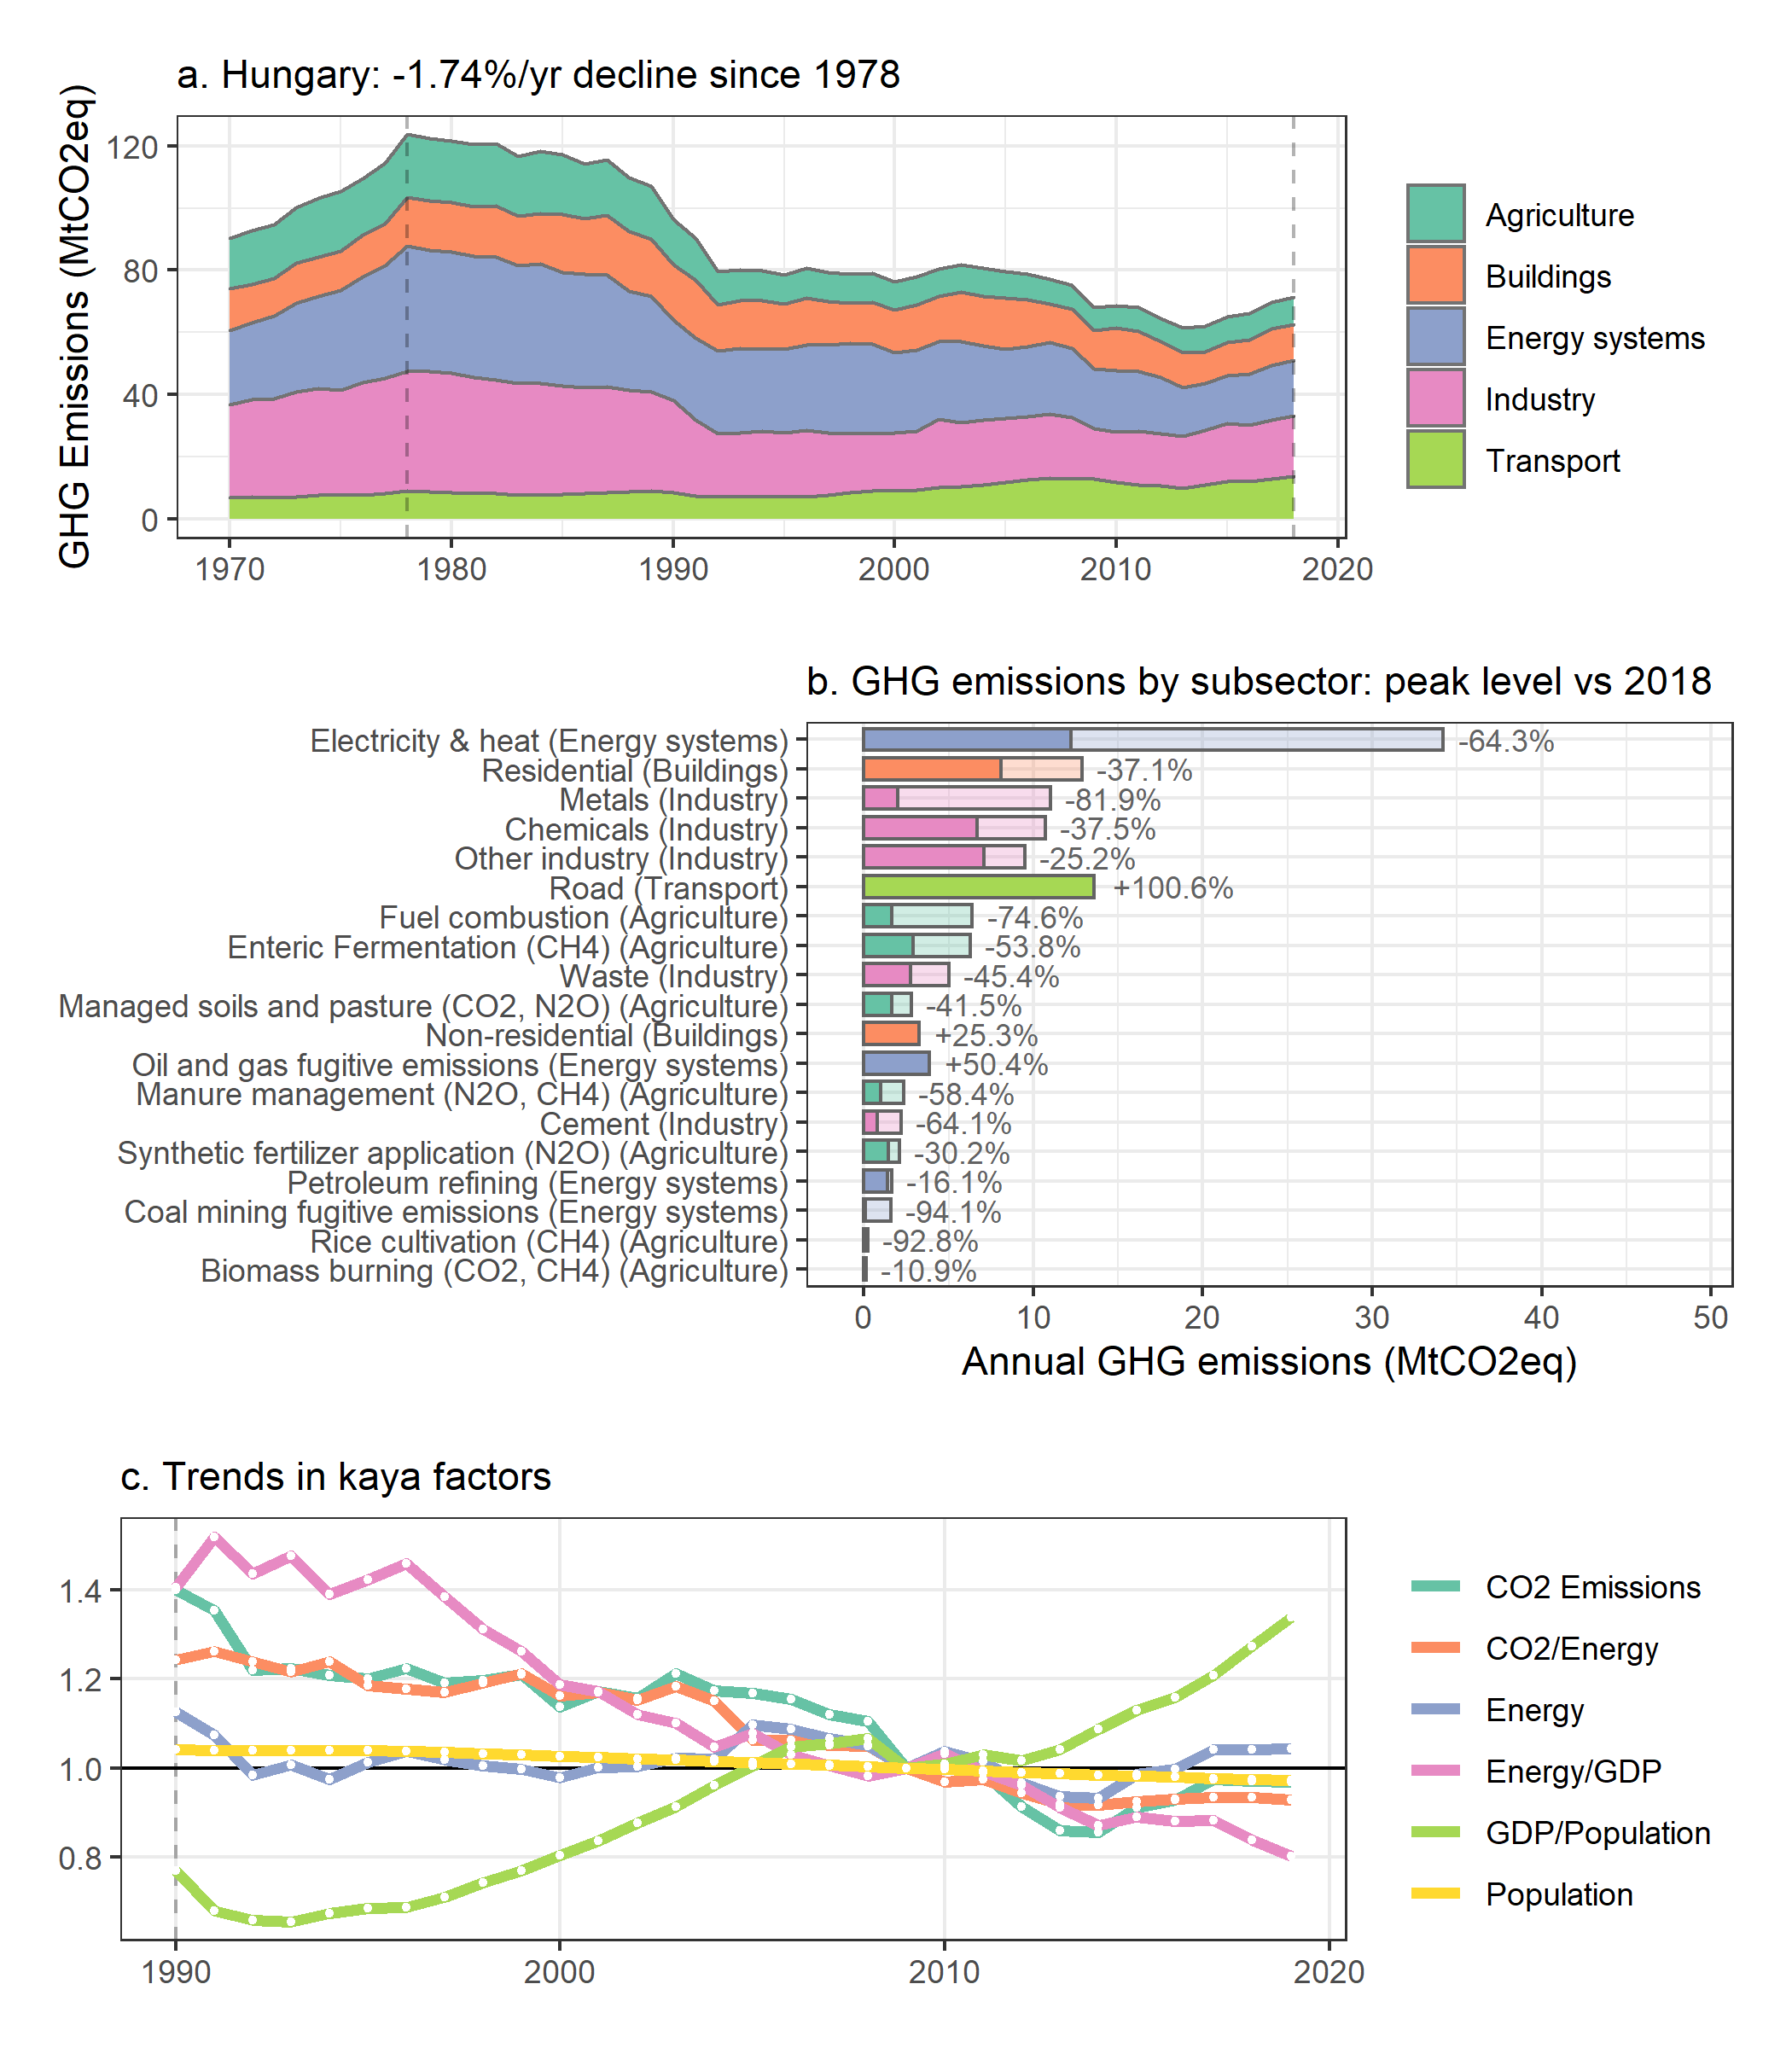 a. Hungary: -1.74%/yr decline since 1978
GHG Emissions (MtCO2eq)
120
80
40
0
1970 1980 1990 2000 2010 2020
Agriculture
Buildings
Energy systems
Industry
Transport
b. GHG emissions by subsector: peak level vs 2018
Electricity & heat (Energy systems) -64.3%
Residential (Buildings) -37.1%
Metals (Industry) -81.9%
Chemicals (Industry) -37.5%
Other industry (Industry) -25.2%
Road (Transport) +100.6%
Fuel combustion (Agriculture) -74.6%
Enteric Fermentation (CH4) (Agriculture) -53.8%
Waste (Industry) -45.4%
Managed soils and pasture (CO2, N2O) (Agriculture) -41.5%
Non-residential (Buildings) +25.3%
Oil and gas fugitive emissions (Energy systems) +50.4%
Manure management (N2O, CH4) (Agriculture) -58.4%
Cement (Industry) -64.1%
Synthetic fertilizer application (N2O) (Agriculture) -30.2%
Petroleum refining (Energy systems) -16.1%
Coal mining fugitive emissions (Energy systems) -94.1%
Rice cultivation (CH4) (Agriculture) -92.8%
Biomass burning (CO2, CH4) (Agriculture) -10.9%
0 10 20 30 40 50
Annual GHG emissions (MtCO2eq)
c. Trends in kaya factors
1.4
1.2
1.0
0.8
1990 2000 2010 2020
CO2 Emissions
CO2/Energy
Energy
Energy/GDP
GDP/Population
Population